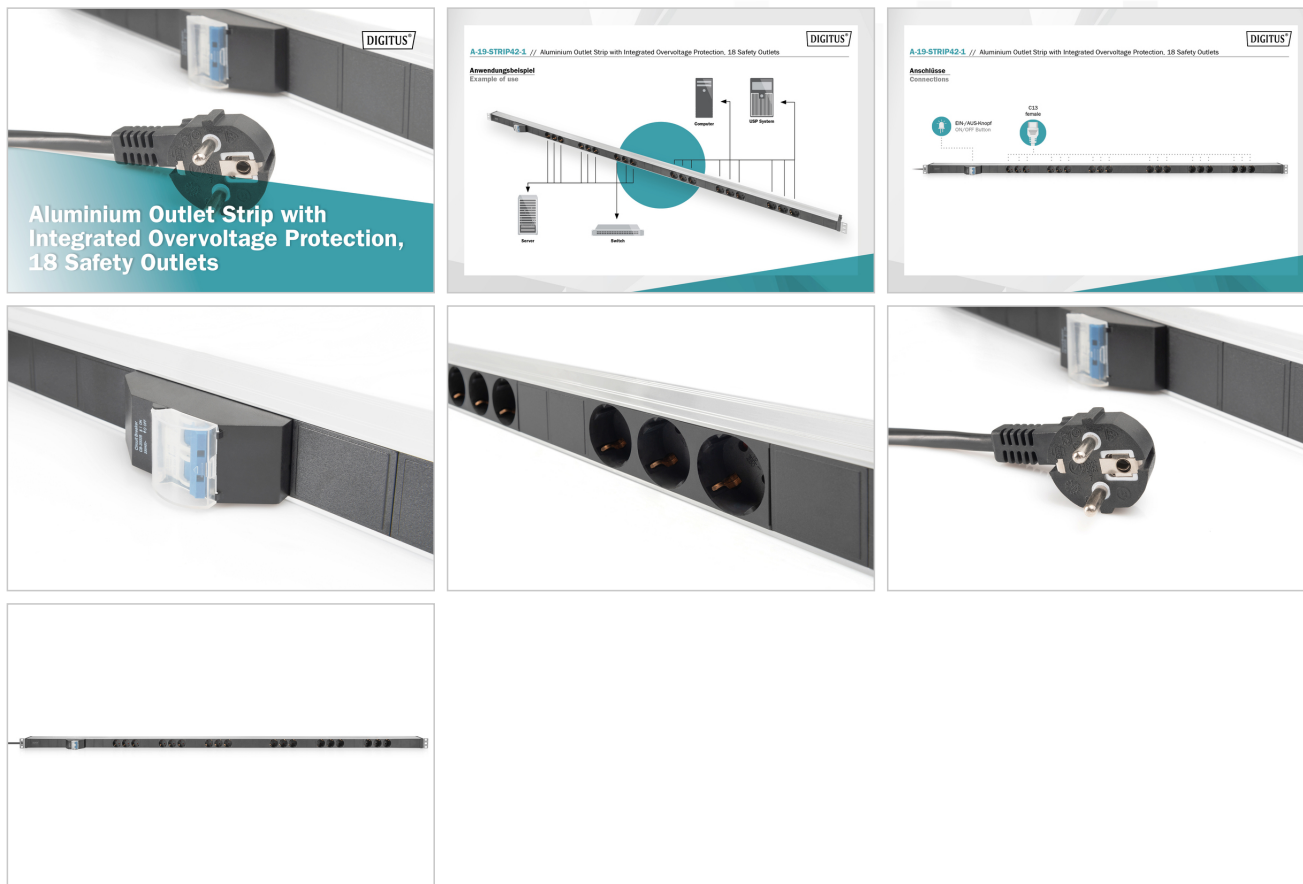 DIGITUS®
Aluminium Outlet Strip with
Integrated Overvoltage Protection,
18 Safety Outlets
DIGITUS®
A-19-STRIP42-1 // Aluminium Outlet Strip with Integrated Overvoltage Protection, 18 Safety Outlets
Anwendungsbeispiel
Example of use
Computer
USP System
Server
Switch
DIGITUS®
A-19-STRIP42-1 // Aluminium Outlet Strip with Integrated Overvoltage Protection, 18 Safety Outlets
Anschlüsse
Connections
EIN-/AUS-Knopf
ON/OFF Button
C13
female
Circuit Breaker